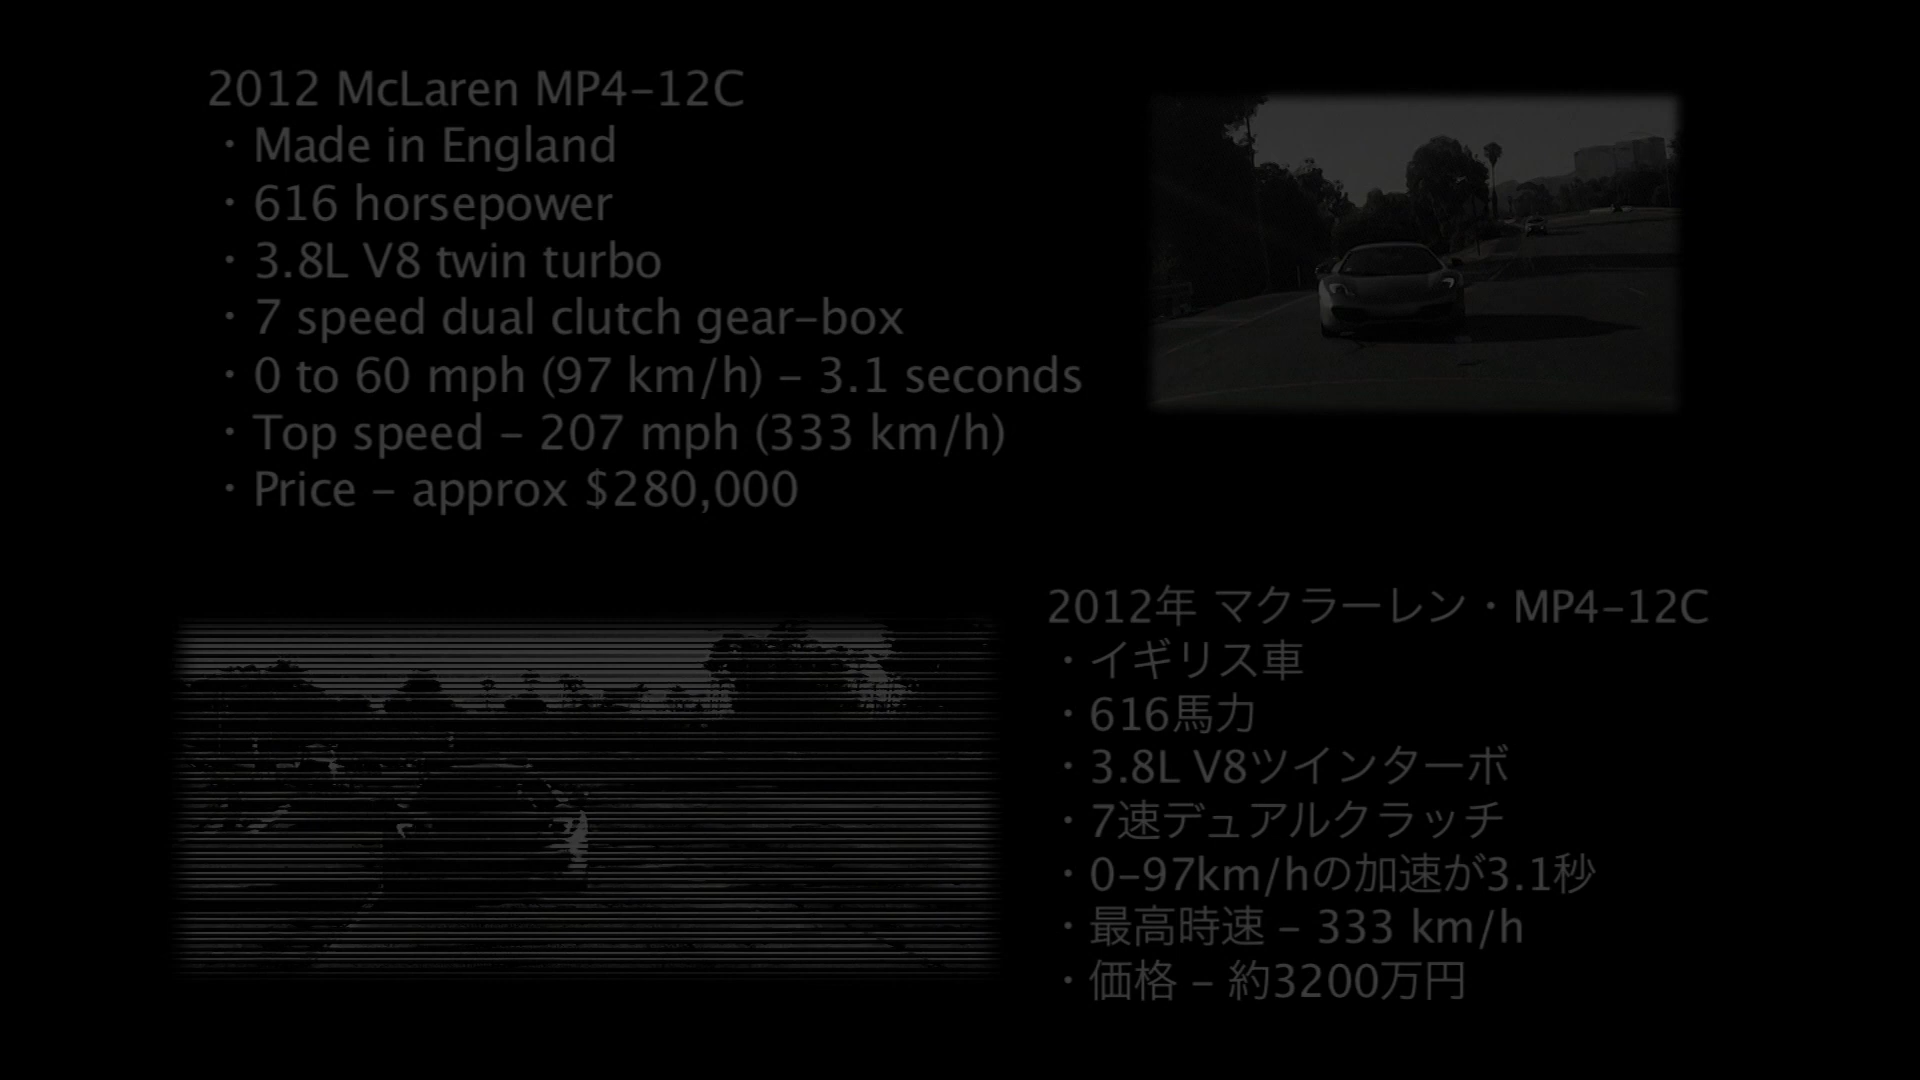 2012 McLaren MP4-12C
・Made in England
・616 horsepower
・3.8L V8 twin turbo
・7 speed dual clutch gear-box
・0 to 60 mph (97 km/h) - 3.1 seconds
・Top speed - 207 mph (333 km/h)
・Price - approx $280,000
2012年 マクラーレン・MP4-12C
・イギリス車
・616馬力
・3.8L V8ツインターボ
・7速デュアルクラッチ
・0-97km/hの加速が3.1秒
・最高時速 - 333 km/h
・価格 - 約3200万円